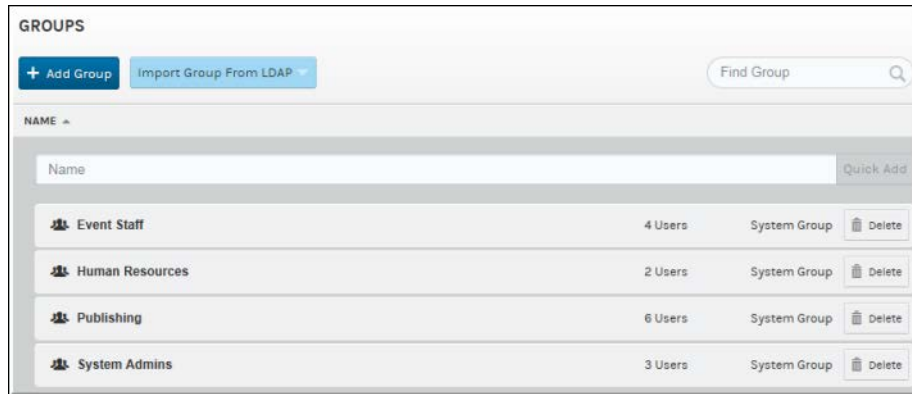 GROUPS
+ Add Group Import Group From LDAP Find Group
NAME
Name Quick Add
Event Staff 4 Users System Group Delete
Human Resources 2 Users System Group Delete
Publishing 6 Users System Group Delete
System Admins 3 Users System Group Delete